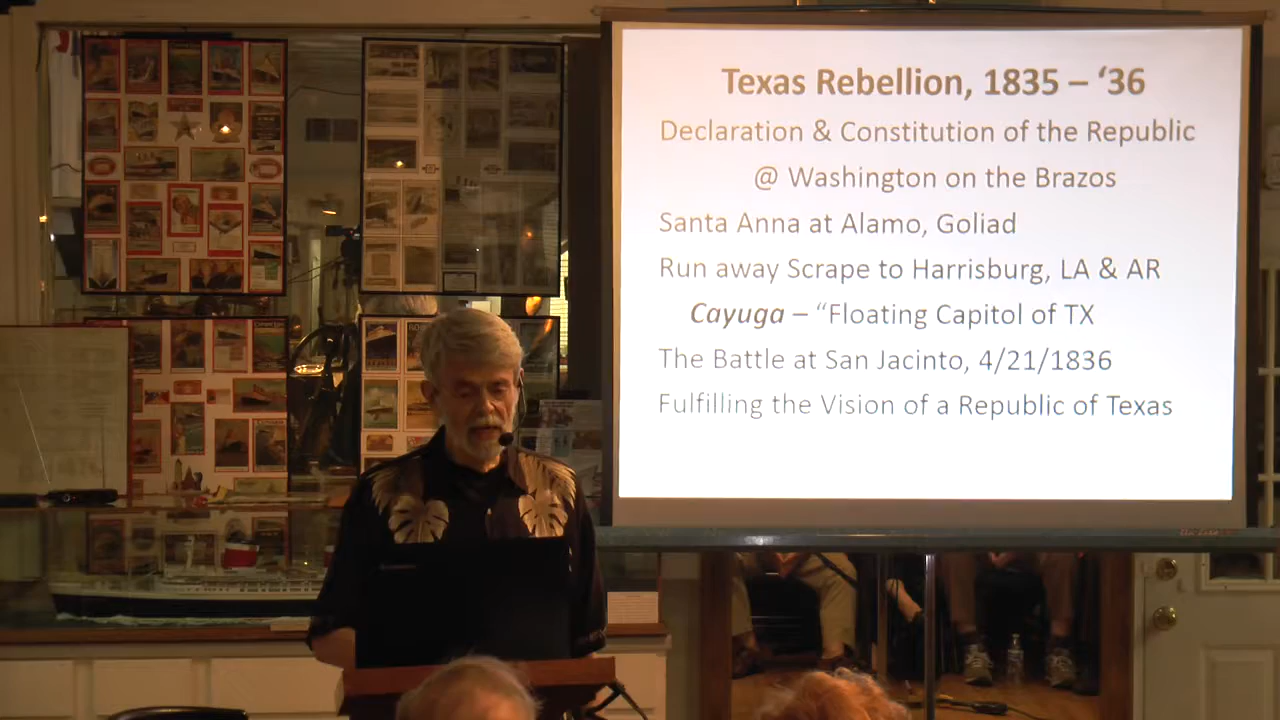 Texas Rebellion, 1835 – ‘36
Declaration & Constitution of the Republic
@ Washington on the Brazos
Santa Anna at Alamo, Goliad
Run away Scrape to Harrisburg, LA & AR
Cayuga – “Floating Capitol of TX
The Battle at San Jacinto, 4/21/1836
Fulfilling the Vision of a Republic of Texas